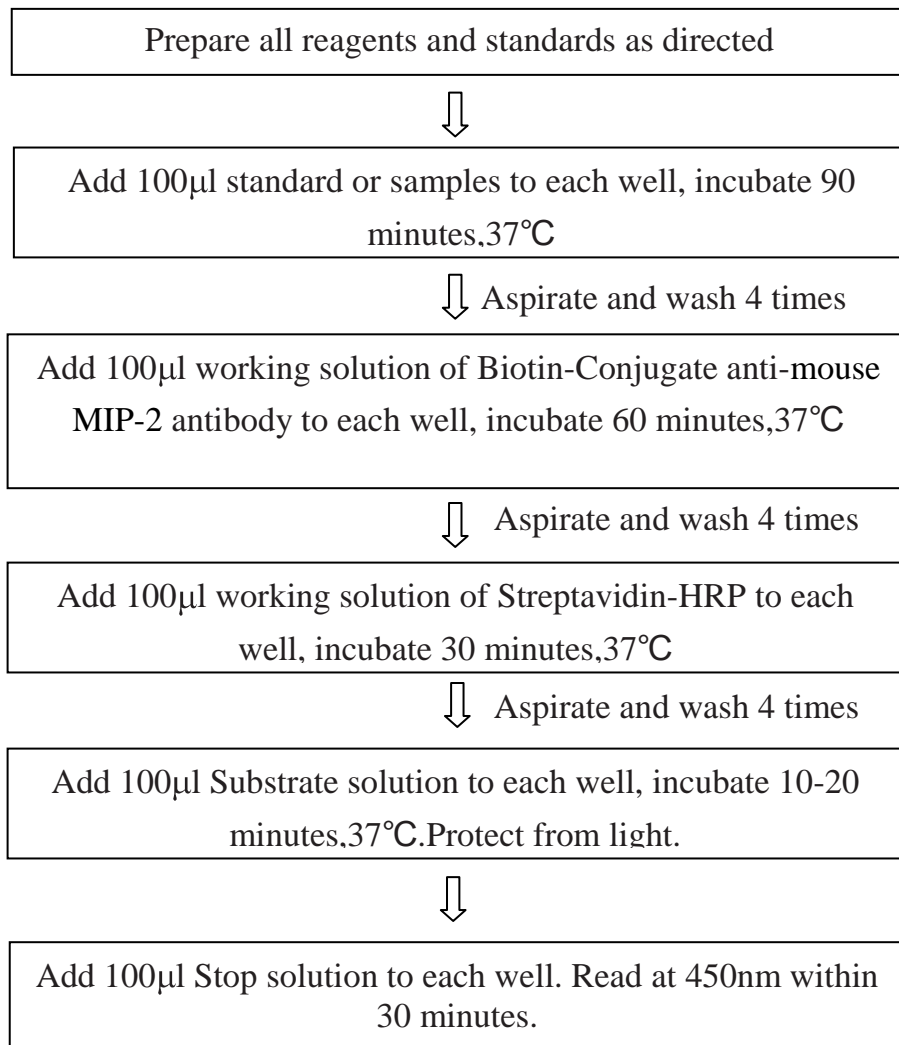 Prepare all reagents and standards as directed
Add 100μl standard or samples to each well, incubate 90
minutes,37℃
Aspirate and wash 4 times
Add 100μl working solution of Biotin-Conjugate anti-mouse
MIP-2 antibody to each well, incubate 60 minutes,37℃
Aspirate and wash 4 times
Add 100μl working solution of Streptavidin-HRP to each
well, incubate 30 minutes,37℃
Aspirate and wash 4 times
Add 100μl Substrate solution to each well, incubate 10-20
minutes,37℃.Protect from light.
Add 100μl Stop solution to each well. Read at 450nm within
30 minutes.